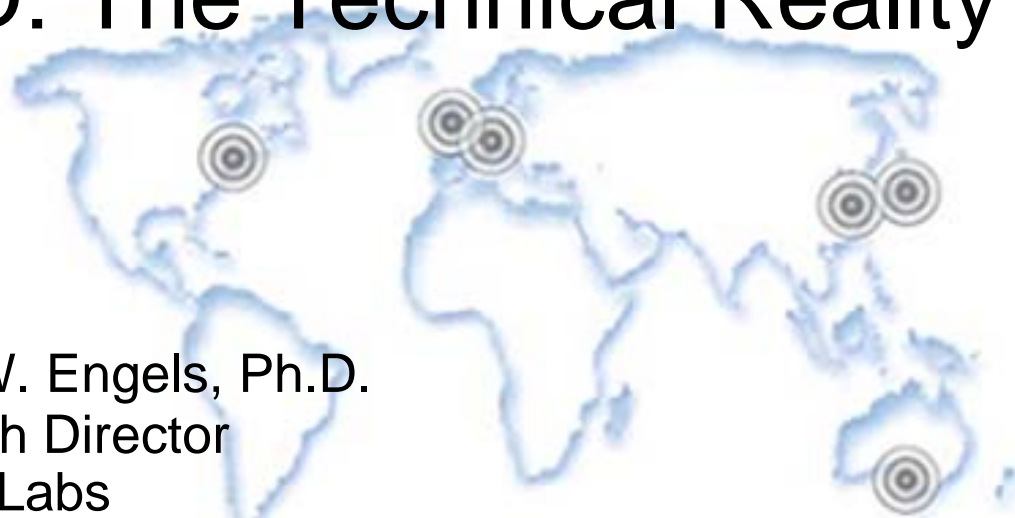 D: The Technical Reality
W. Engels, Ph.D.
h Director
Labs